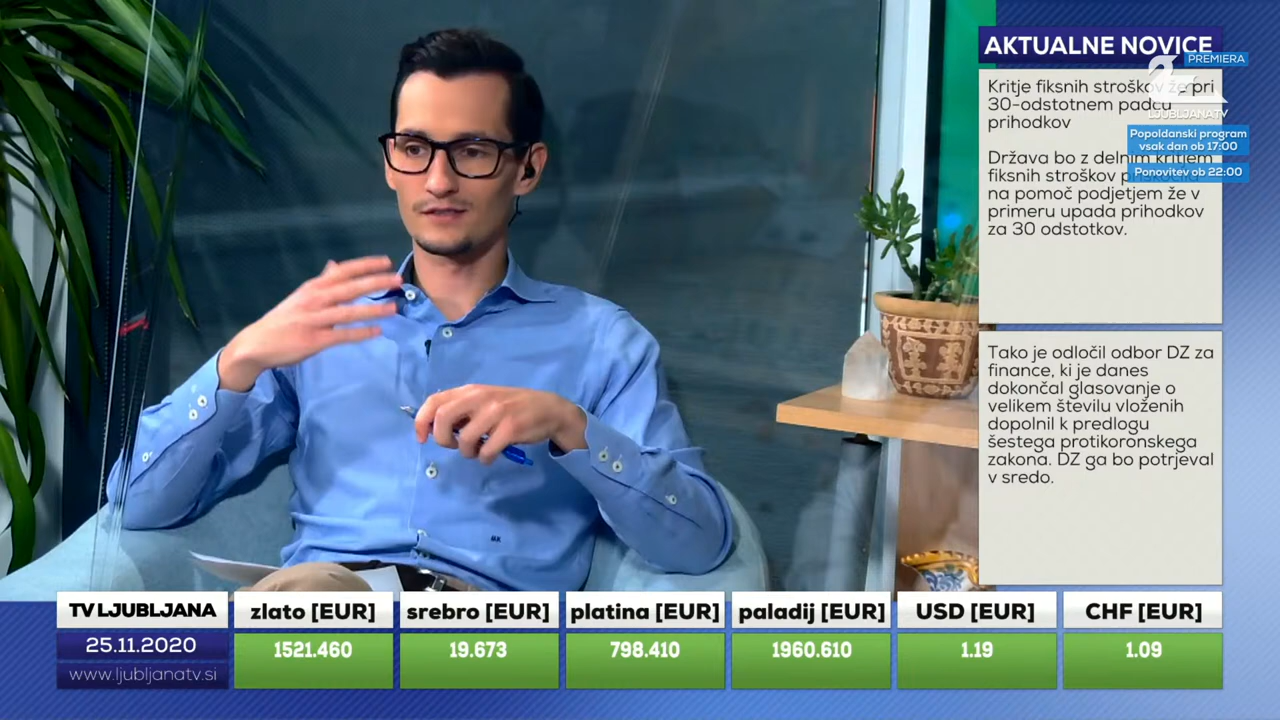 AKTUALNE NOVICE
PREMIERA
LJUBLJANATV
Popoldanski program
vsak dan ob 17:00
Ponovitev ob 22:00
Kritje fiksnih stroškov že pri
30-odstotnem padcu
prihodkov
Država bo z delnim kritjem
fiksnih stroškov
na pomoč podjetjem že v
primeru upada prihodkov
za 30 odstotkov.
Tako je odločil odbor DZ za
finance, ki je danes
dokončal glasovanje o
velikem številu vloženih
dopolnil k predlogu
šestega protikoronskega
zakona. DZ ga bo potrjeval
v sredo.
MK
TV LJUBLJANA
zlato [EUR]
srebro [EUR]
platina [EUR]
paladij [EUR]
USD [EUR]
CHF [EUR]
25.11.2020
1521.460
19.673
798.410
1960.610
1.19
1.09
www.ljubljanatv.si